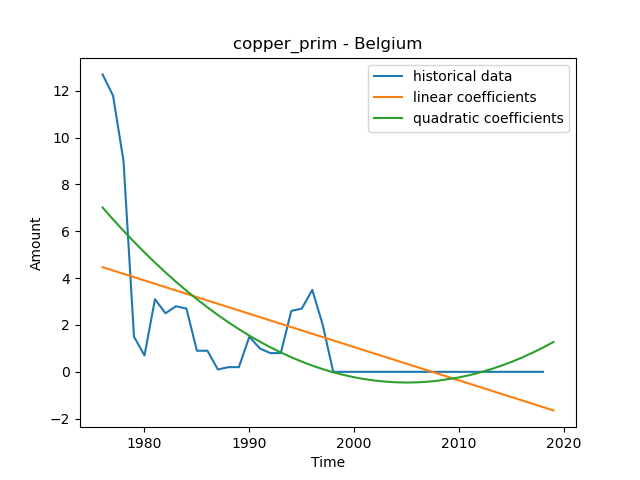 copper_prim - Belgium
historical data
linear coefficients
quadratic coefficients
Amount
12
10
8
6
4
2
0
−2
1980
1990
2000
2010
2020
Time